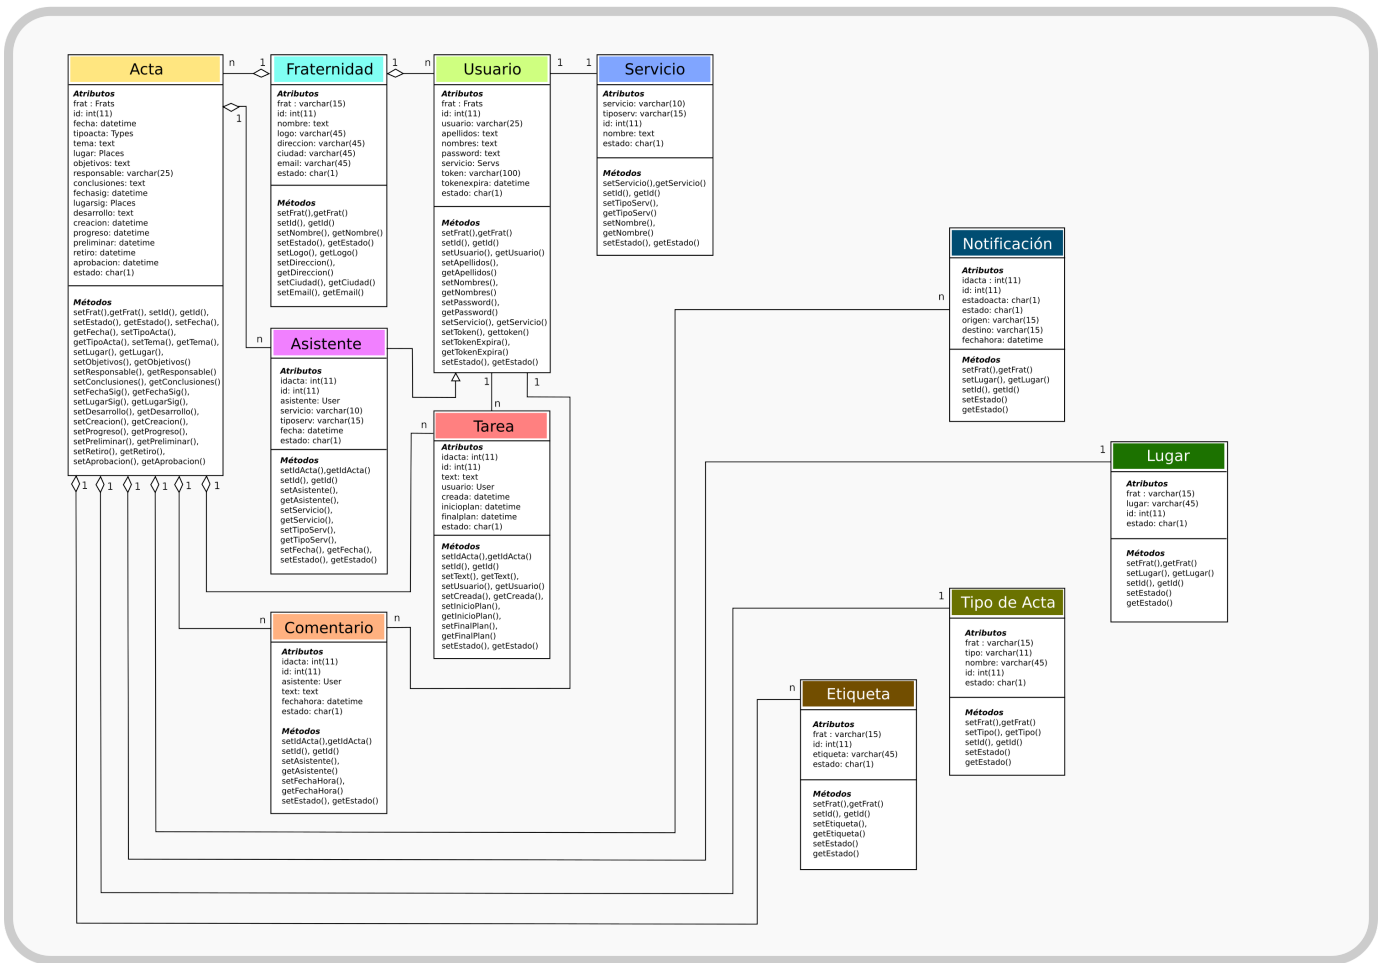 Acta
Atributos
frat : Frats
id: int(11)
fecha: datetime
tipoacta: Types
tema: text
lugar: Places
objetivos: text
responsable: varchar(25)
conclusiones: text
fechasig: datetime
lugarsig: Places
desarrollo: text
creacion: datetime
progreso: datetime
preliminar: datetime
retiro: datetime
aprobacion: datetime
estado: char(1)
Métodos
setFrat(),getFrat(), setId(), getId(),
setEstado(), getEstado(), setFecha(),
getFecha(), setTipoActa(),
getTipoActa(), setTema(), getTema(),
setLugar(), getLugar(),
setObjetivos(), getObjetivos()
setResponsable(), getResponsable()
setConclusiones(), getConclusiones()
setFechaSig(), getFechaSig(),
setLugarSig(), getLugarSig(),
setDesarrollo(), getDesarrollo(),
setCreacion(), getCreacion(),
setProgreso(), getProgreso(),
setPreliminar(), getPreliminar(),
setRetiro(), getRetiro(),
setAprobacion(), getAprobacion()
n
1
1
n
1 1 1 1 1 1
Fraternidad
Atributos
frat : varchar(15)
id: int(11)
nombre: text
logo: varchar(45)
direccion: varchar(45)
ciudad: varchar(45)
email: varchar(45)
estado: char(1)
Métodos
setFrat(),getFrat()
setId(), getId()
setNombre(), getNombre()
setEstado(), getEstado()
setLogo(), getLogo()
setDireccion(),
getDireccion()
setCiudad(), getCiudad()
setEmail(), getEmail()
1
n
Usuario
Atributos
frat : Frats
id: int(11)
usuario: varchar(25)
apellidos: text
nombres: text
password: text
servicio: Servs
token: varchar(100)
tokenexpira: datetime
estado: char(1)
Métodos
setFrat(),getFrat()
setId(), getId()
setUsuario(), getUsuario()
setApellidos(),
getApellidos()
setNombres(),
getNombres()
setPassword(),
getPassword()
setServicio(), getServicio()
setToken(), gettoken()
setTokenExpira(),
getTokenExpira()
setEstado(), getEstado()
1
1
Servicio
Atributos
servicio: varchar(10)
tiposerv: varchar(15)
id: int(11)
nombre: text
estado: char(1)
Métodos
setServicio(),getServicio()
setId(), getId()
setTipoServ(),
getTipoServ()
setNombre(),
getNombre()
setEstado(), getEstado()
Asistente
Atributos
idacta: int(11)
id: int(11)
asistente: User
servicio: varchar(10)
tiposerv: varchar(15)
fecha: datetime
estado: char(1)
Métodos
setIdActa(),getIdActa()
setId(), getId()
setAsistente(),
getAsistente(),
setServicio(),
getServicio(),
setTipoServ(),
getTipoServ(),
setFecha(), getFecha(),
setEstado(), getEstado()
1
1
n
n
Tarea
Atributos
idacta: int(11)
id: int(11)
text: text
usuario: User
creada: datetime
inicioplan: datetime
finalplan: datetime
estado: char(1)
Métodos
setIdActa(),getIdActa()
setId(), getId()
setText(), getText(),
setUsuario(), getUsuario()
setCreada(), getCreada(),
setInicioPlan(),
getInicioPlan(),
setFinalPlan(),
getFinalPlan()
setEstado(), getEstado()
n
n
Comentario
Atributos
idacta: int(11)
id: int(11)
asistente: User
text: text
fechahora: datetime
estado: char(1)
Métodos
setIdActa(),getIdActa()
setId(), getId()
setAsistente(),
getAsistente()
setFechaHora(),
getFechaHora()
setEstado(), getEstado()
n
Notificación
Atributos
idacta : int(11)
id: int(11)
estadoacta: char(1)
estado: char(1)
origen: varchar(15)
destino: varchar(15)
fechahora: datetime
Métodos
setFrat(),getFrat()
setLugar(), getLugar()
setId(), getId()
setEstado()
getEstado()
1
Lugar
Atributos
frat : varchar(15)
lugar: varchar(45)
id: int(11)
estado: char(1)
Métodos
setFrat(),getFrat()
setLugar(), getLugar()
setId(), getId()
setEstado()
getEstado()
1
Tipo de Acta
Atributos
frat : varchar(15)
tipo: varchar(11)
nombre: varchar(45)
id: int(11)
estado: char(1)
Métodos
setFrat(),getFrat()
setTipo(), getTipo()
setId(), getId()
setEstado()
getEstado()
n
Etiqueta
Atributos
frat : varchar(15)
id: int(11)
etiqueta: varchar(45)
estado: char(1)
Métodos
setFrat(),getFrat()
setId(), getId()
setEtiqueta(),
getEtiqueta()
setEstado()
getEstado()